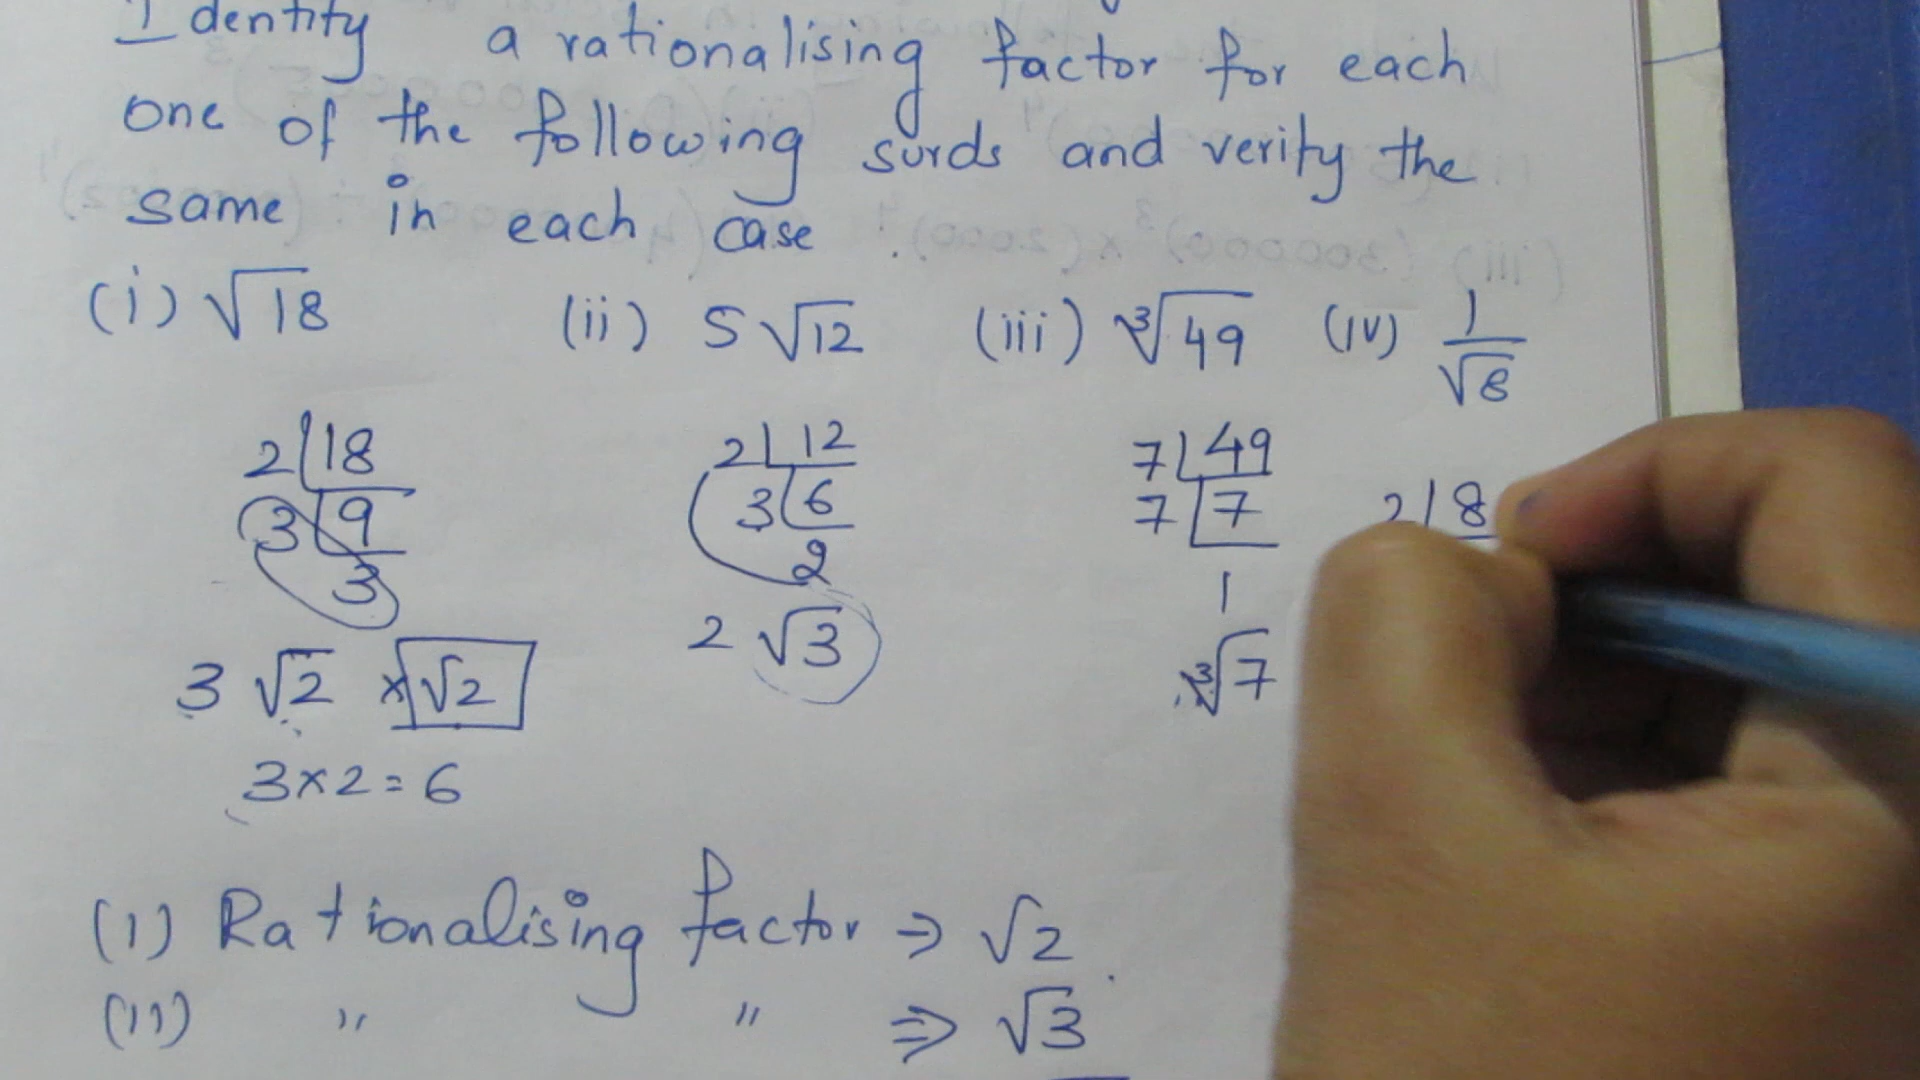 Identify a rationalising factor for each
one of the following surds and verify the
same in each case.
(i) √18 (ii) 5√12 (iii) ∛49 (iv) 1/√8
2 | 18
3 | 9
3
3 √2 × √2
3×2 = 6
2 | 12
3 | 6
2
2 √3
7 | 49
7 | 7
1
∛7
2 | 8
(i) Rationalising factor ⇒ √2
(ii) " " ⇒ √3